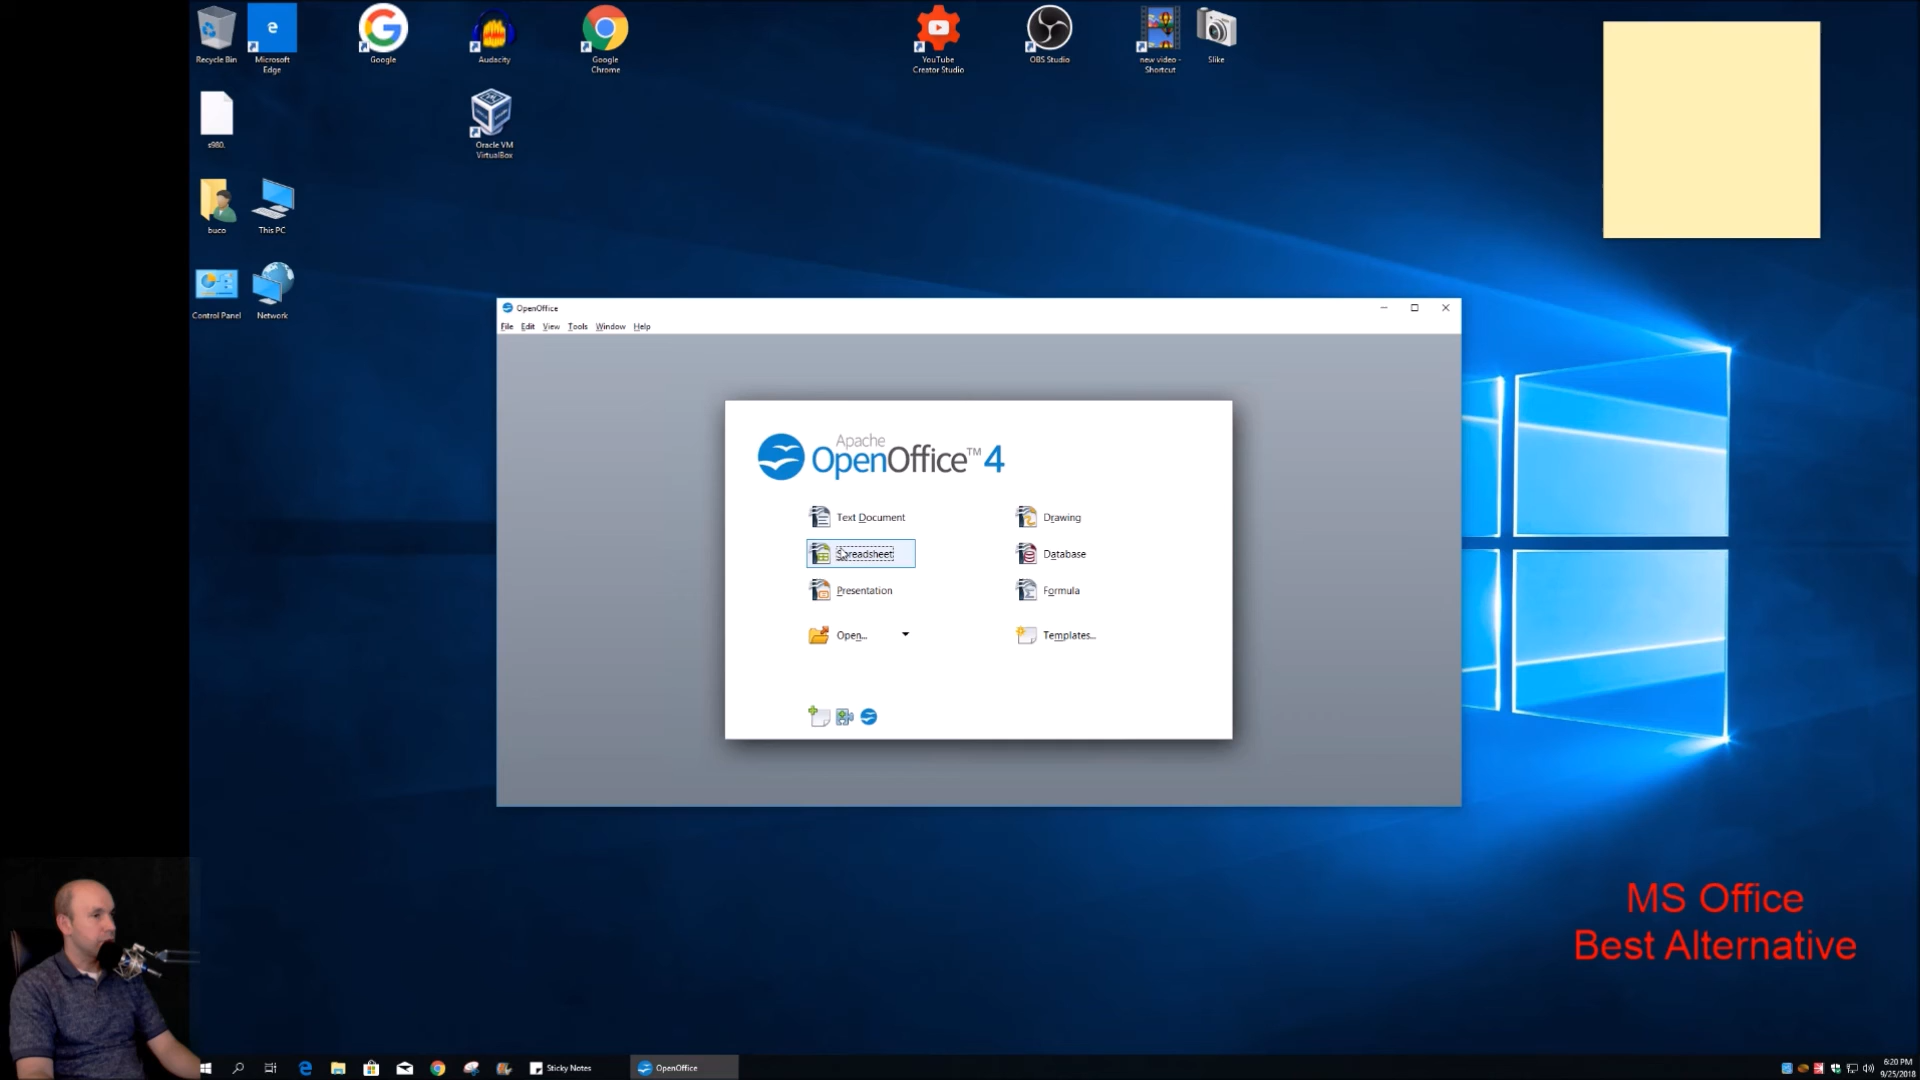 Recycle Bin
Microsoft
Edge
Google
Audacity
Google
Chrome
YouTube
Creator Studio
OBS Studio
new video -
Shortcut
Slike
s980.
Oracle VM
VirtualBox
buco
This PC
Control Panel
Network
OpenOffice
File Edit View Tools Window Help
Apache
OpenOffice™ 4
Text Document
Drawing
Spreadsheet
Database
Presentation
Formula
Open...
Templates...
MS Office
Best Alternative
Sticky Notes
OpenOffice
6:20 PM
9/25/2018